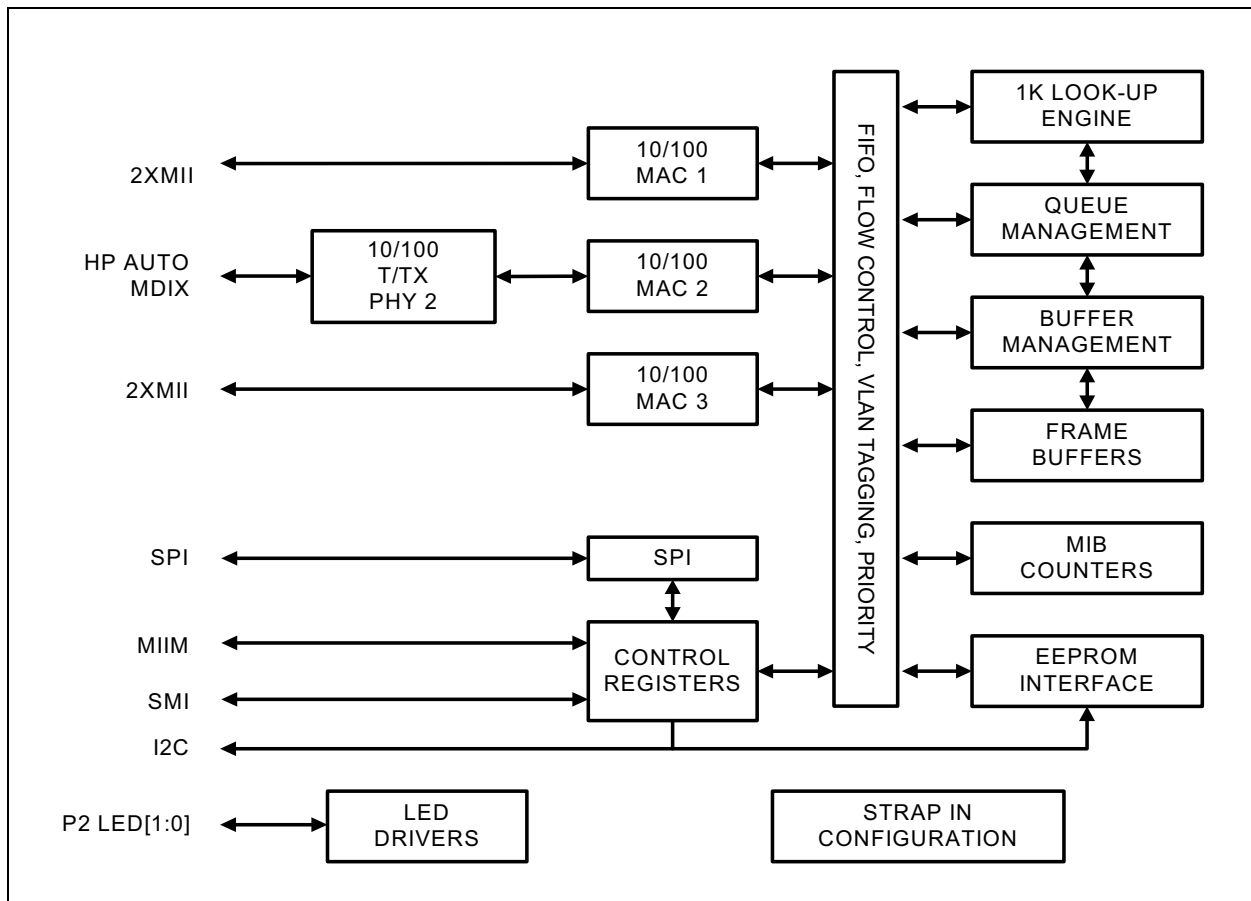 1K LOOK-UP
ENGINE
2XMII
10/100
MAC 1
QUEUE
MANAGEMENT
HP AUTO
MDIX
10/100
T/TX
PHY 2
10/100
MAC 2
BUFFER
MANAGEMENT
2XMII
10/100
MAC 3
FIFO, FLOW CONTROL, VLAN TAGGING, PRIORITY
FRAME
BUFFERS
SPI
SPI
MIB
COUNTERS
MIIM
SMI
CONTROL
REGISTERS
EEPROM
INTERFACE
I2C
P2 LED[1:0]
LED
DRIVERS
STRAP IN
CONFIGURATION